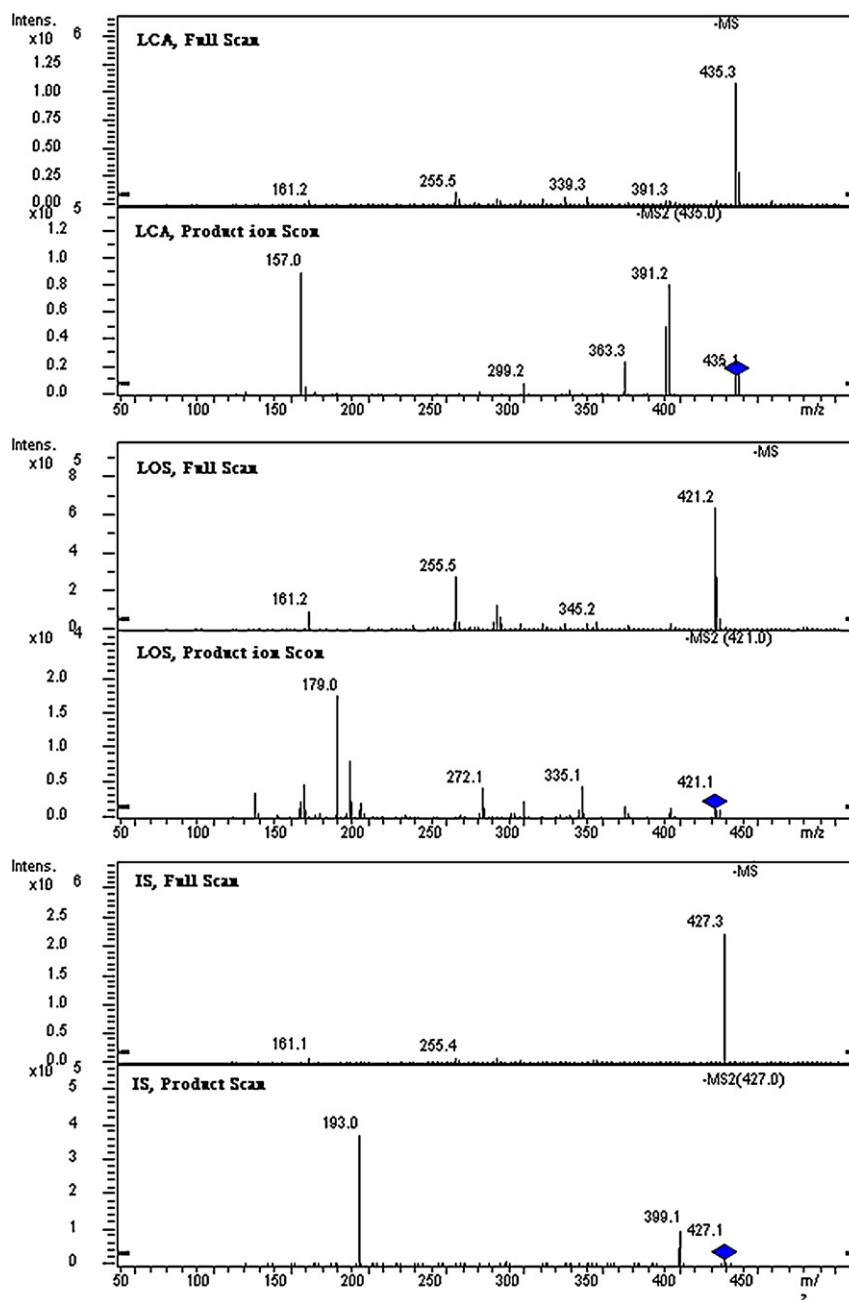 Intens.
x10 6
-MS
LCA, Full Scan
1.25
435.3
1.00
0.75
0.50
0.25
161.2 255.5 339.3 391.3
0.00
x10 5
-MS2 (435.0)
LCA, Product ion Scon
1.2
157.0 391.2
1.0
0.8
0.6
363.3 435.1
0.4
299.2
0.2
0.0
50 100 150 200 250 300 350 400 450 m/z
Intens.
x10 5
-MS
LOS, Full Scan
8
421.2
6
255.5
4
161.2 345.2
2
0
x10 4
-MS2 (421.0)
LOS, Product ion Scon
2.0
179.0
1.5
1.0
272.1 335.1 421.1
0.5
0.0
50 100 150 200 250 300 350 400 450 m/z
Intens.
x10 6
-MS
IS, Full Scan
2.5
427.3
2.0
1.5
1.0
0.5
161.1 255.4
0.0
x10 5
-MS2(427.0)
IS, Product Scan
5
193.0
4
3
2
399.1
427.1
1
0
50 100 150 200 250 300 350 400 450 m/